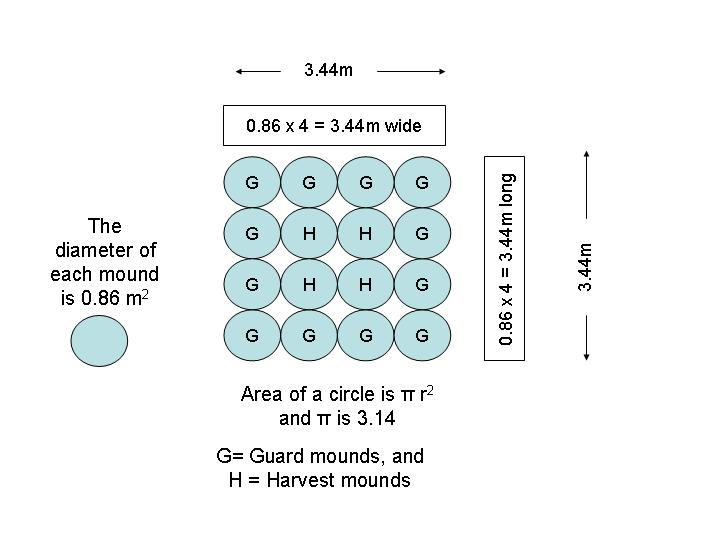 3.44m
0.86 x 4 = 3.44m wide
G G G G
G H H G
G H H G
G G G G
The
diameter of
each mound
is 0.86 m²
0.86 x 4 = 3.44m long
3.44m
Area of a circle is π r²
and π is 3.14
G= Guard mounds, and
H = Harvest mounds